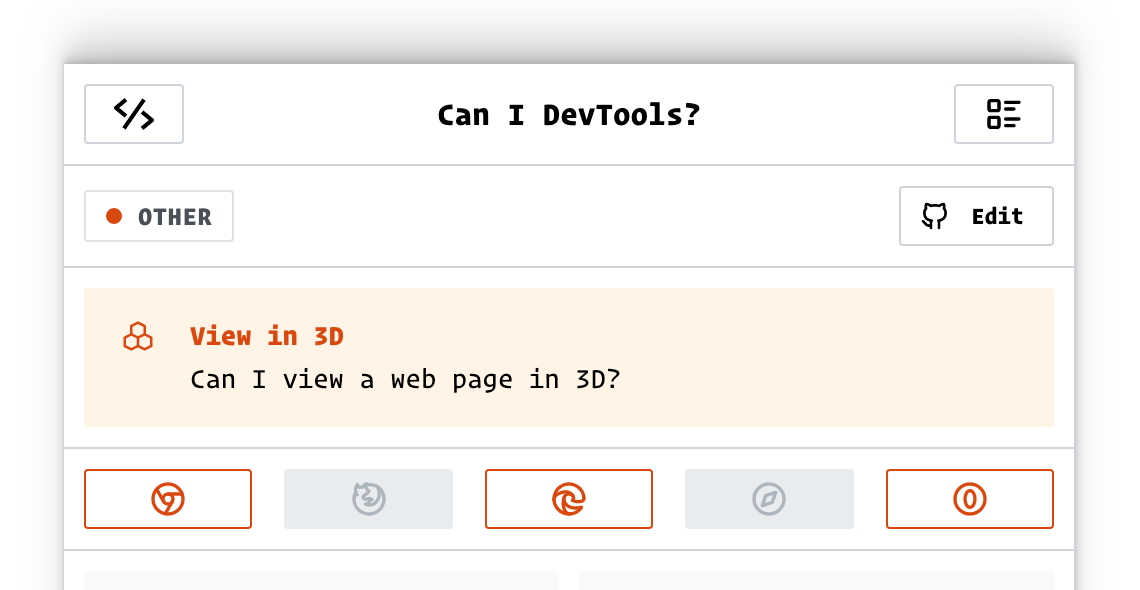 Can I DevTools?
OTHER
Edit
View in 3D
Can I view a web page in 3D?